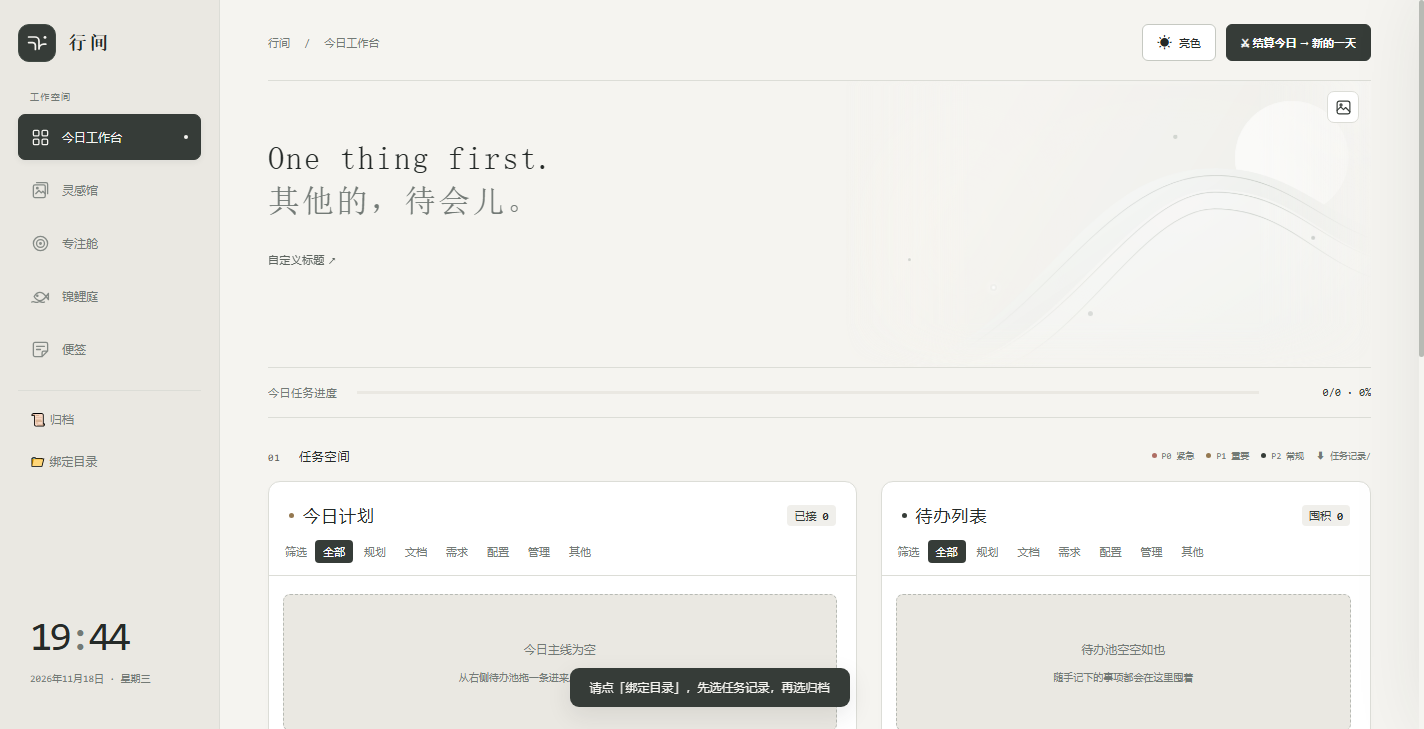 行间
工作空间
今日工作台
灵感馆
专注舱
锦鲤庭
便签
归档
绑定目录
19:44
2026年11月18日 · 星期三
行间 / 今日工作台
亮色
结算今日 → 新的一天
One thing first.
其他的，待会儿。
自定义标题 ↗
今日任务进度
0/0 · 0%
01 任务空间
P0 紧急 P1 重要 P2 常规 ⬇ 任务记录/
今日计划
已接 0
筛选 全部 规划 文档 需求 配置 管理 其他
今日主线为空
从右侧待办池拖一条进来
待办列表
囤积 0
筛选 全部 规划 文档 需求 配置 管理 其他
待办池空空如也
随手记下的事项都会在这里囤着
请点「绑定目录」，先选任务记录，再选归档